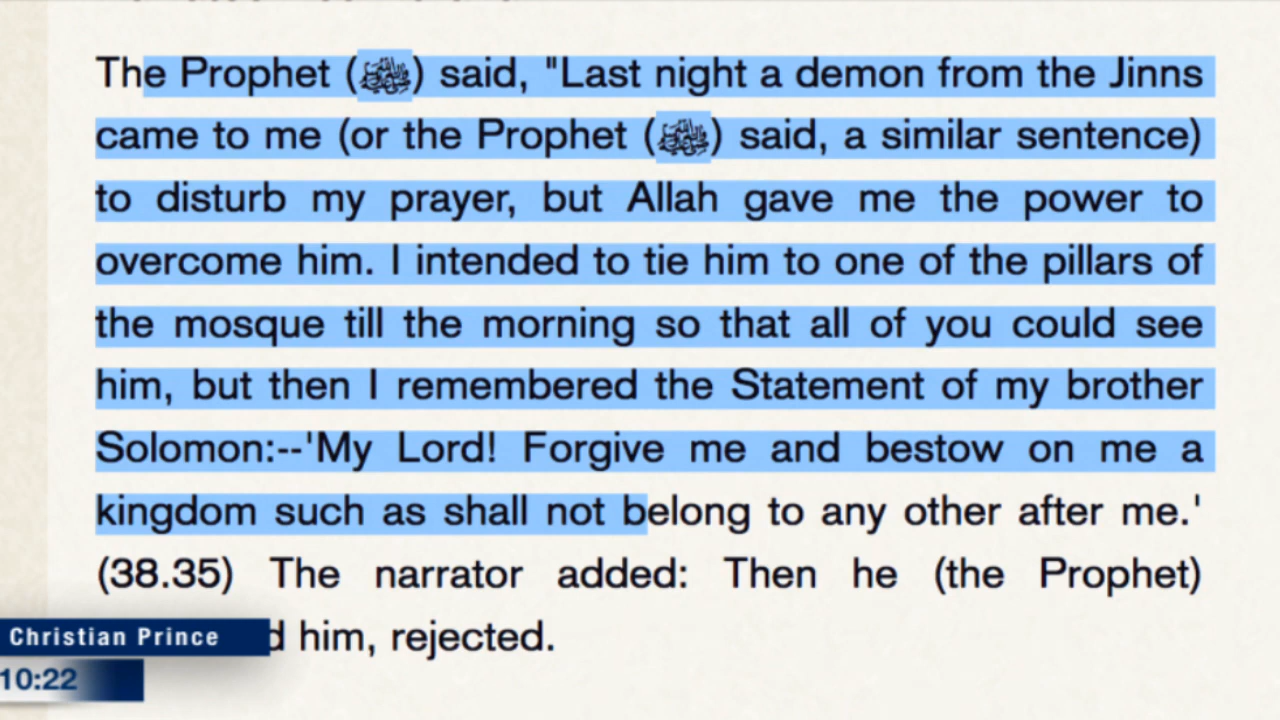 The Prophet (ﷺ) said, "Last night a demon from the Jinns
came to me (or the Prophet (ﷺ) said, a similar sentence)
to disturb my prayer, but Allah gave me the power to
overcome him. I intended to tie him to one of the pillars of
the mosque till the morning so that all of you could see
him, but then I remembered the Statement of my brother
Solomon:--'My Lord! Forgive me and bestow on me a
kingdom such as shall not belong to any other after me.'
(38.35) The narrator added: Then he (the Prophet)
him, rejected.
Christian Prince
10:22